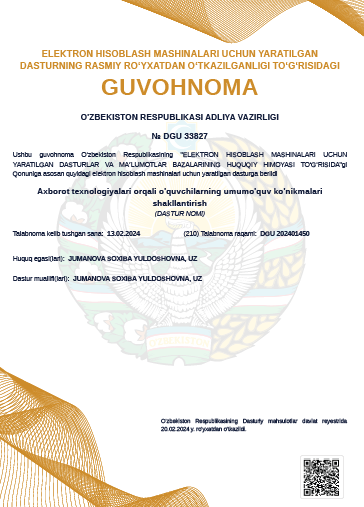 ELEKTRON HISOBLASH MASHINALARI UCHUN YARATILGAN
DASTURNING RASMIY RO‘YXATDAN O‘TKAZILGANLIGI TO‘G‘RISIDAGI
GUVOHNOMA
O'ZBEKISTON RESPUBLIKASI ADLIYA VAZIRLIGI
№ DGU 33827
Ushbu guvohnoma O'zbekiston Respublikasining "ELEKTRON HISOBLASH MASHINALARI UCHUN
YARATILGAN DASTURLAR VA MA'LUMOTLAR BAZALARINING HUQUQIY HIMOYASI TO'G'RISIDA"gi
Qonuniga asosan quyidagi elektron hisoblash mashinalari uchun yaratilgan dasturga berildi
Axborot texnologiyalari orqali o'quvchilarning umumo'quv ko'nikmalari
shakllantirish
(DASTUR NOMI)
Talabnoma kelib tushgan sana: 13.02.2024 (210) Talabnoma raqami: DGU 202401450
Huquq egasi(lari): JUMANOVA SOXIBA YULDOSHOVNA, UZ
Dastur muallifi(lari): JUMANOVA SOXIBA YULDOSHOVNA, UZ
O'zbekiston Respublikasining Dasturiy mahsulotlar davlat reyestrida
20.02.2024 y. ro'yxatdan o'tkazildi.